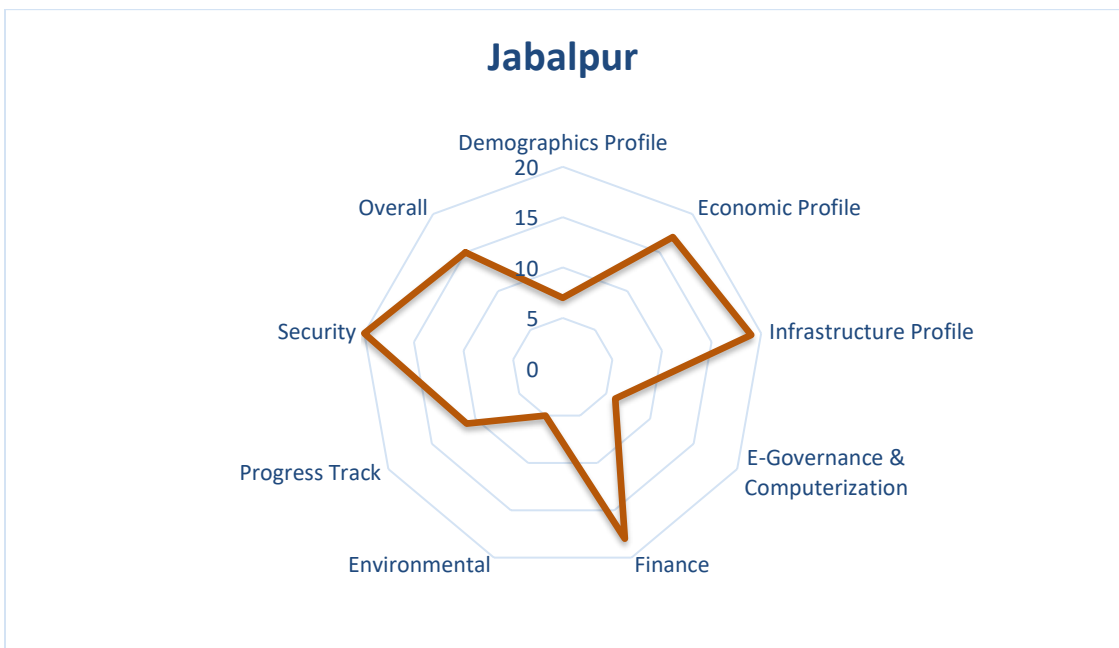 Jabalpur
Demographics Profile
20
Overall
Economic Profile
15
10
Security
5
Infrastructure Profile
0
Progress Track
E-Governance &
Computerization
Environmental
Finance